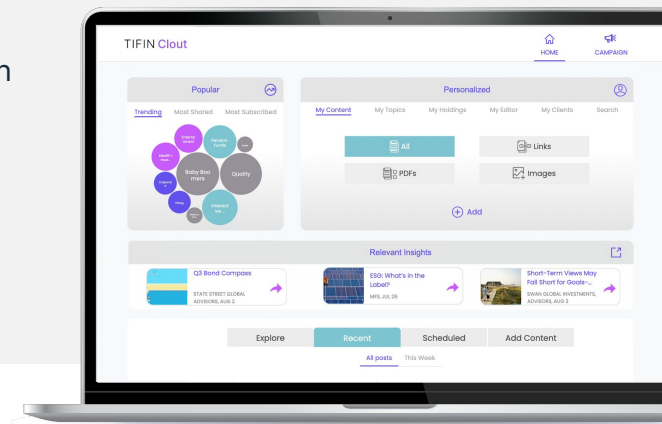 n
TIFIN Clout
HOME
CAMPAIGN
Popular
Trending
Most Shared
Most Subscribed
Pension
funds
Baby Boo
mers
Quality
Personalized
My Content
My Topics
My Holdings
My Editor
My Clients
Search
All
Links
PDFs
Images
Add
Relevant Insights
Q3 Bond Compass
STATE STREET GLOBAL
ADVISORS, AUG 2
ESG: What's in the
Label?
MFS, JUL 26
Short-Term Views May
Fall Short for Goals-...
SWAN GLOBAL INVESTMENTS,
ADVISORS, AUG 2
Explore
Recent
Scheduled
Add Content
All posts
This Week